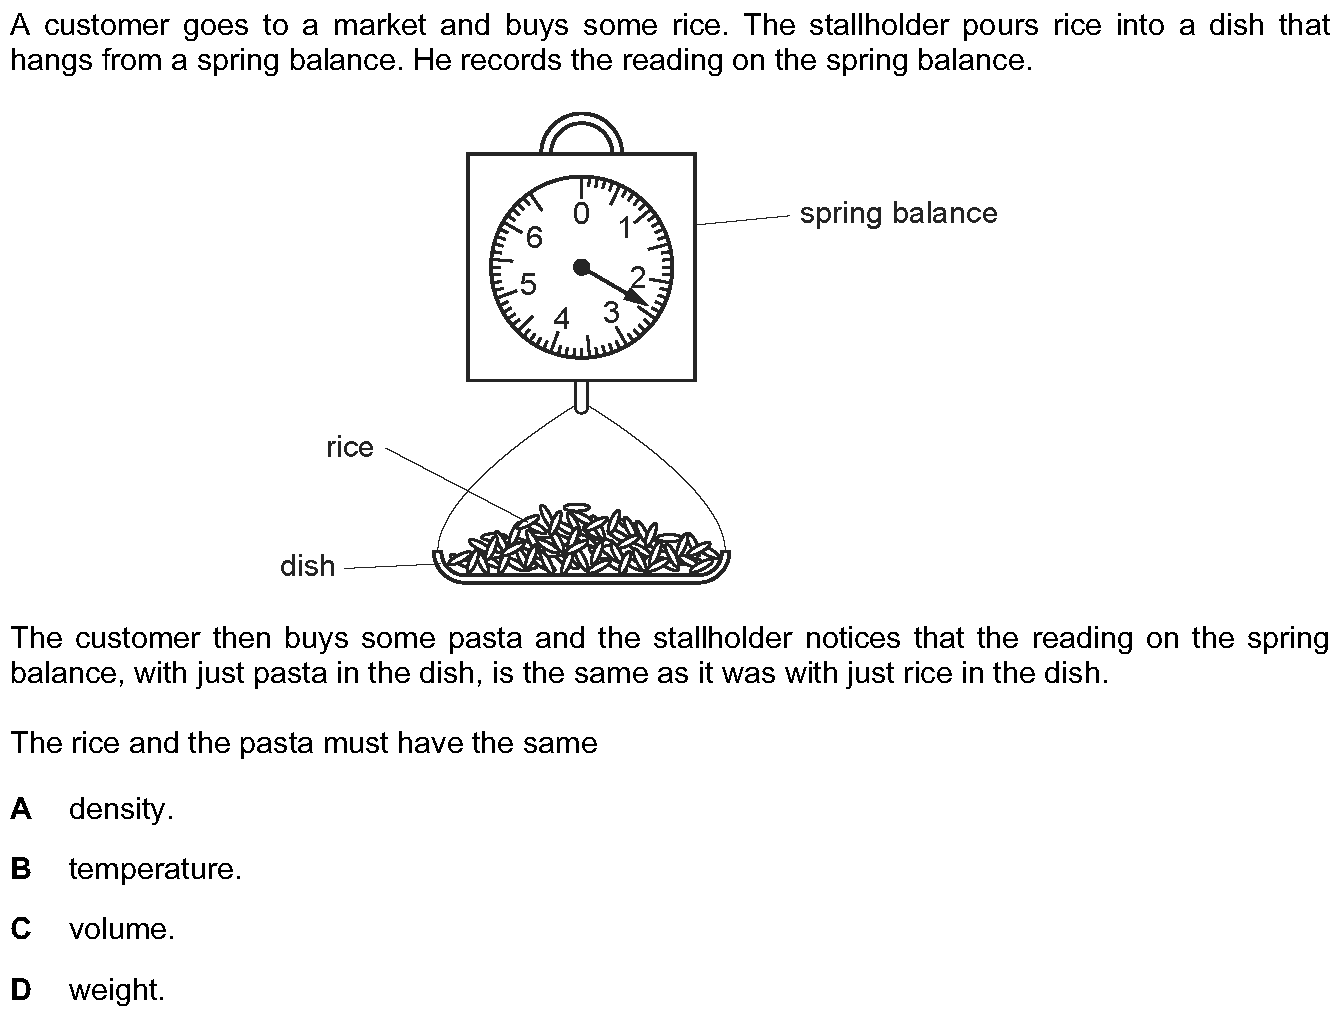 A customer goes to a market and buys some rice. The stallholder pours rice into a dish that
hangs from a spring balance. He records the reading on the spring balance.
0
1
2
3
4
5
6
spring balance
rice
dish
The customer then buys some pasta and the stallholder notices that the reading on the spring
balance, with just pasta in the dish, is the same as it was with just rice in the dish.
The rice and the pasta must have the same
A density.
B temperature.
C volume.
D weight.